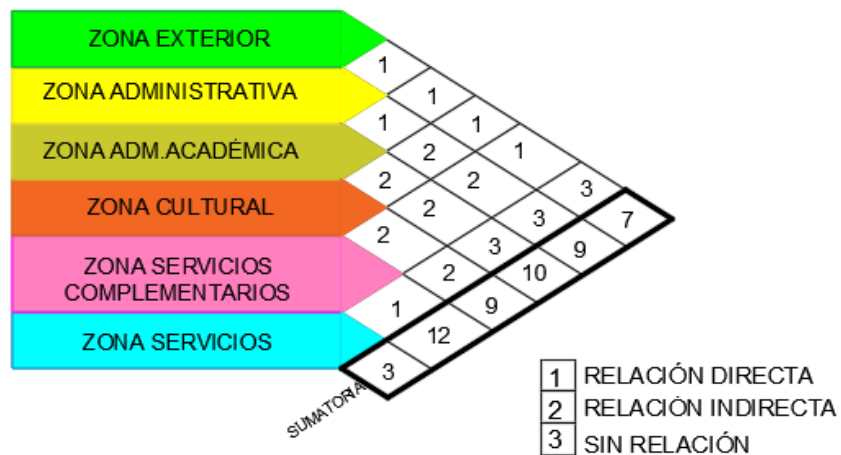 ZONA EXTERIOR
ZONA ADMINISTRATIVA
ZONA ADM.ACADÉMICA
ZONA CULTURAL
ZONA SERVICIOS
COMPLEMENTARIOS
ZONA SERVICIOS
1
1
1 1
2 1
2 2 3
2 3 7
2 3 9
2 10
1 9
12
3
SUMATORIA
1 RELACIÓN DIRECTA
2 RELACIÓN INDIRECTA
3 SIN RELACIÓN